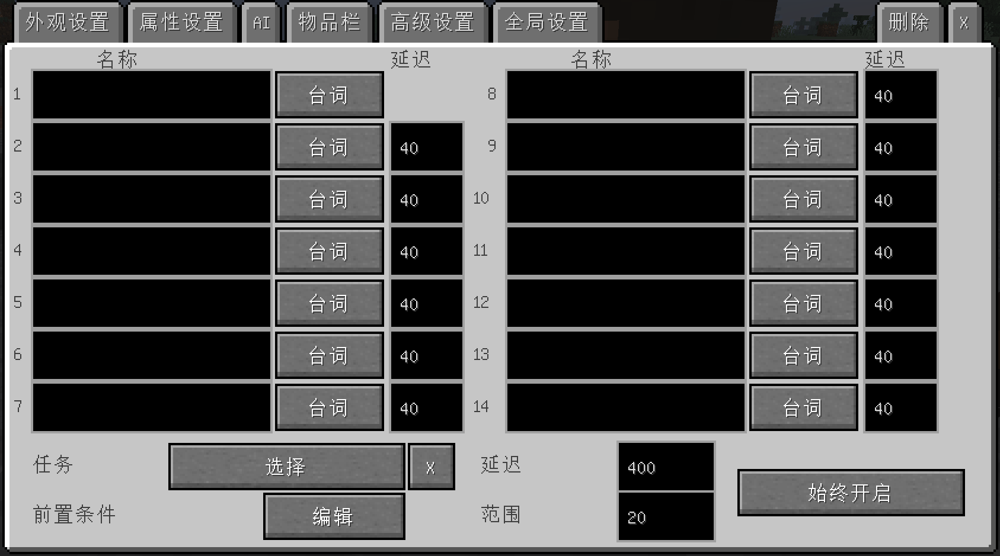 外观设置 属性设置 AI 物品栏 高级设置 全局设置 删除 X
名称 延迟 名称 延迟
1 台词 8 台词 40
2 台词 40 9 台词 40
3 台词 40 10 台词 40
4 台词 40 11 台词 40
5 台词 40 12 台词 40
6 台词 40 13 台词 40
7 台词 40 14 台词 40
任务 选择 X 延迟 400
始终开启
前置条件 编辑 范围 20